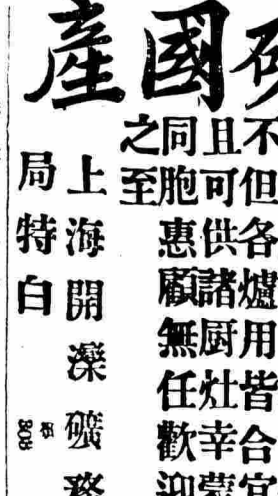 國產
不但各爐用皆合宜
且可供諸厨灶幸蒙
同胞惠顧無任歡迎
之至
上海開灤礦務
局特白